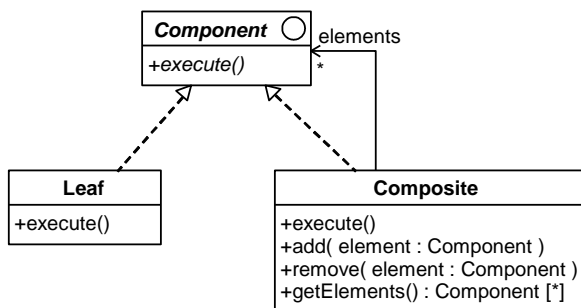 Component
+execute()
elements
*
Leaf
+execute()
Composite
+execute()
+add( element : Component )
+remove( element : Component )
+getElements() : Component [*]